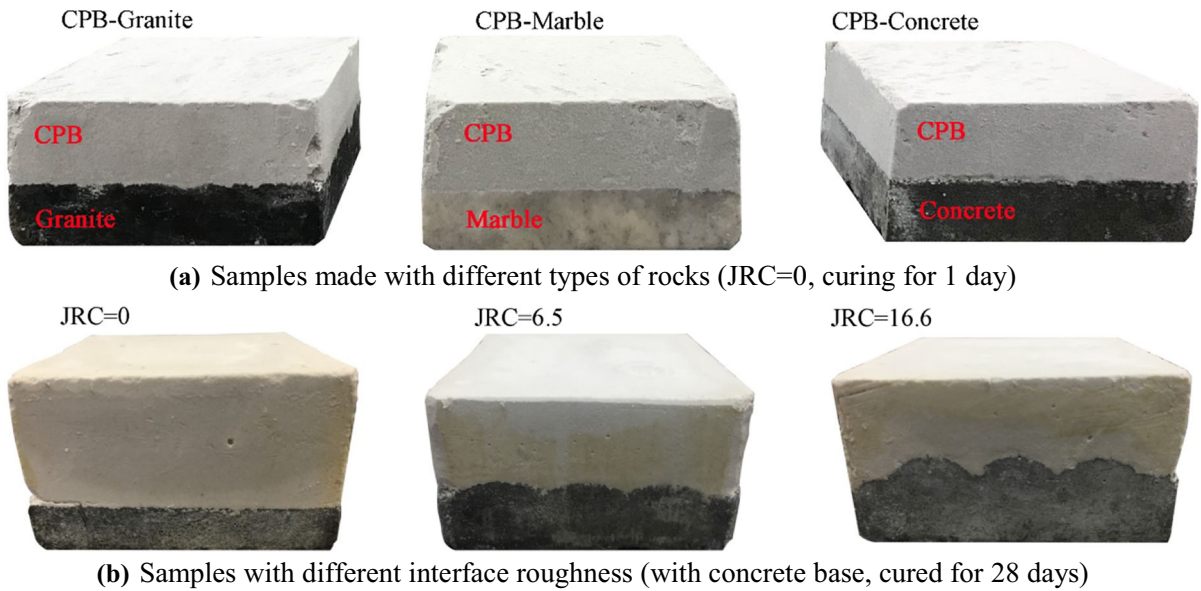 CPB-Granite
CPB-Marble
CPB-Concrete
CPB
CPB
CPB
Granite
Marble
Concrete
(a) Samples made with different types of rocks (JRC=0, curing for 1 day)
JRC=0
JRC=6.5
JRC=16.6
(b) Samples with different interface roughness (with concrete base, cured for 28 days)